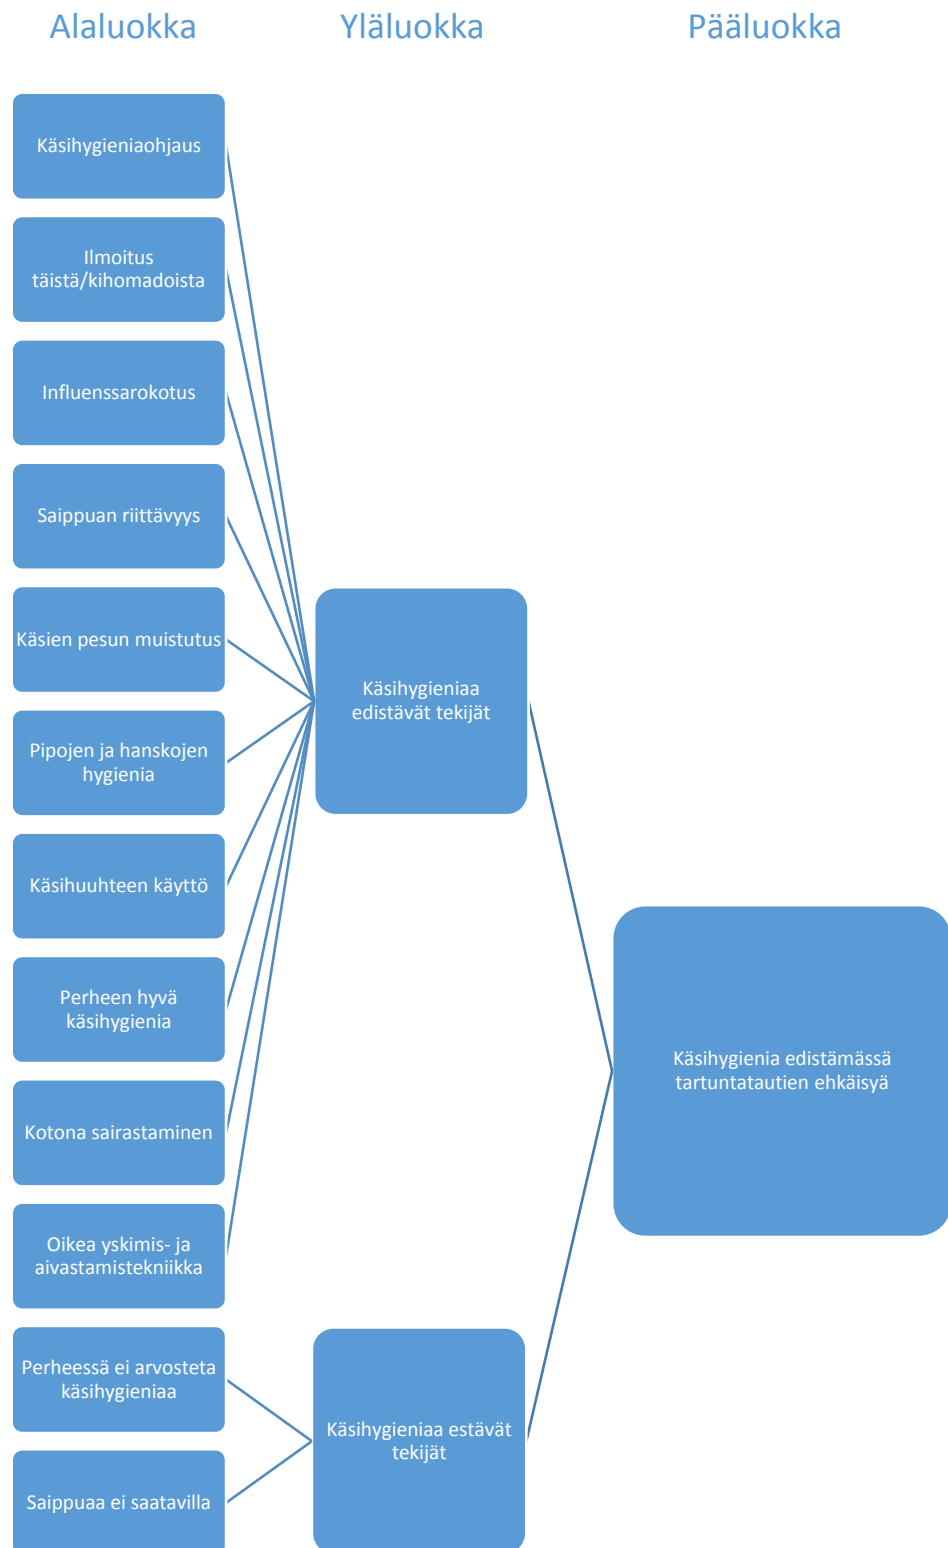 Alaluokka
Yläluokka
Pääluokka
Käsihygieniaohjaus
Ilmoitus
täistä/kihomadoista
Influenssarokotus
Saippuan riittävyys
Käsien pesun muistutus
Pipojen ja hanskojen
hygienia
Käsihuuhteen käyttö
Perheen hyvä
käsihygienia
Kotona sairastaminen
Oikea yskimis- ja
aivastamistekniikka
Perheessä ei arvosteta
käsihygieniaa
Saippuaa ei saatavilla
Käsihygieniaa
edistävät tekijät
Käsihygieniaa estävät
tekijät
Käsihygienia edistämässä
tartuntatautien ehkäisyä